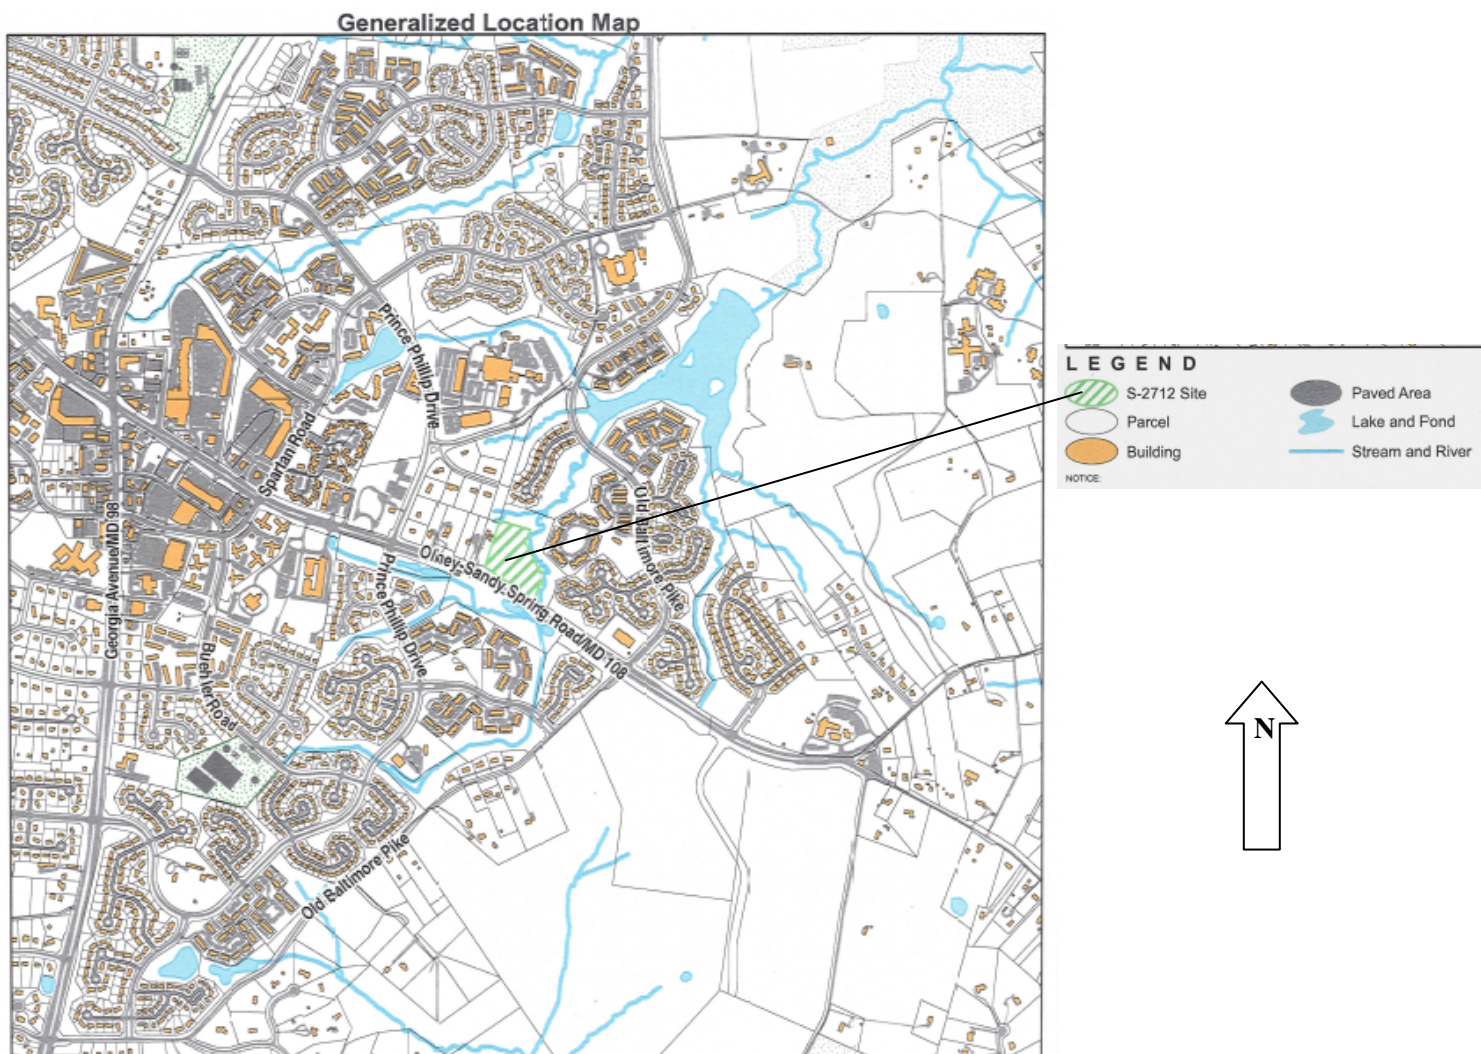 Generalized Location Map
Prince Phillip Drive
Spartan Road
Georgia Avenue/MD 98
Olney-Sandy Spring Road/MD 108
Old Baltimore Pike
Prince Phillip Drive
Buehler Road
Old Baltimore Pike
LEGEND
S-2712 Site
Paved Area
Parcel
Lake and Pond
Building
Stream and River
NOTICE:
N